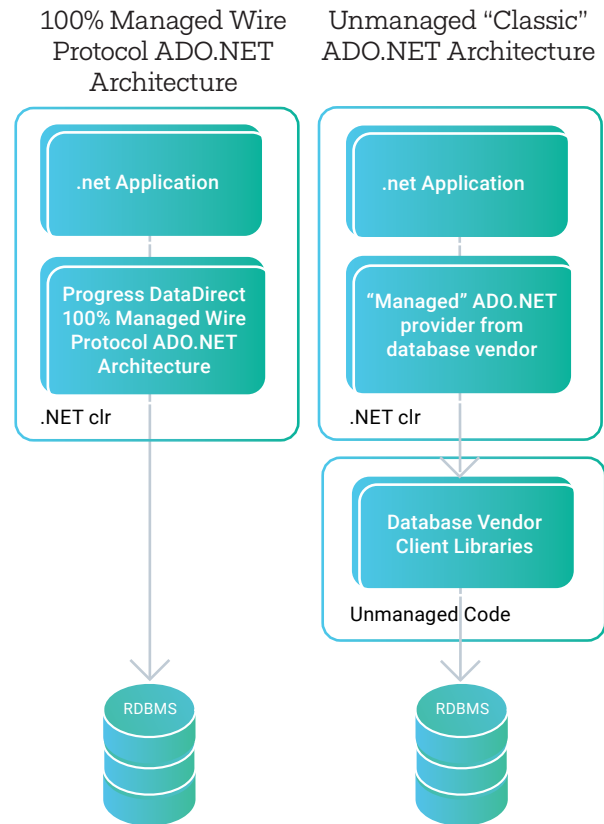 100% Managed Wire
Protocol ADO.NET
Architecture
.net Application
Progress DataDirect
100% Managed Wire
Protocol ADO.NET
Architecture
.NET clr
RDBMS
Unmanaged “Classic”
ADO.NET Architecture
.net Application
“Managed” ADO.NET
provider from
database vendor
.NET clr
Database Vendor
Client Libraries
Unmanaged Code
RDBMS